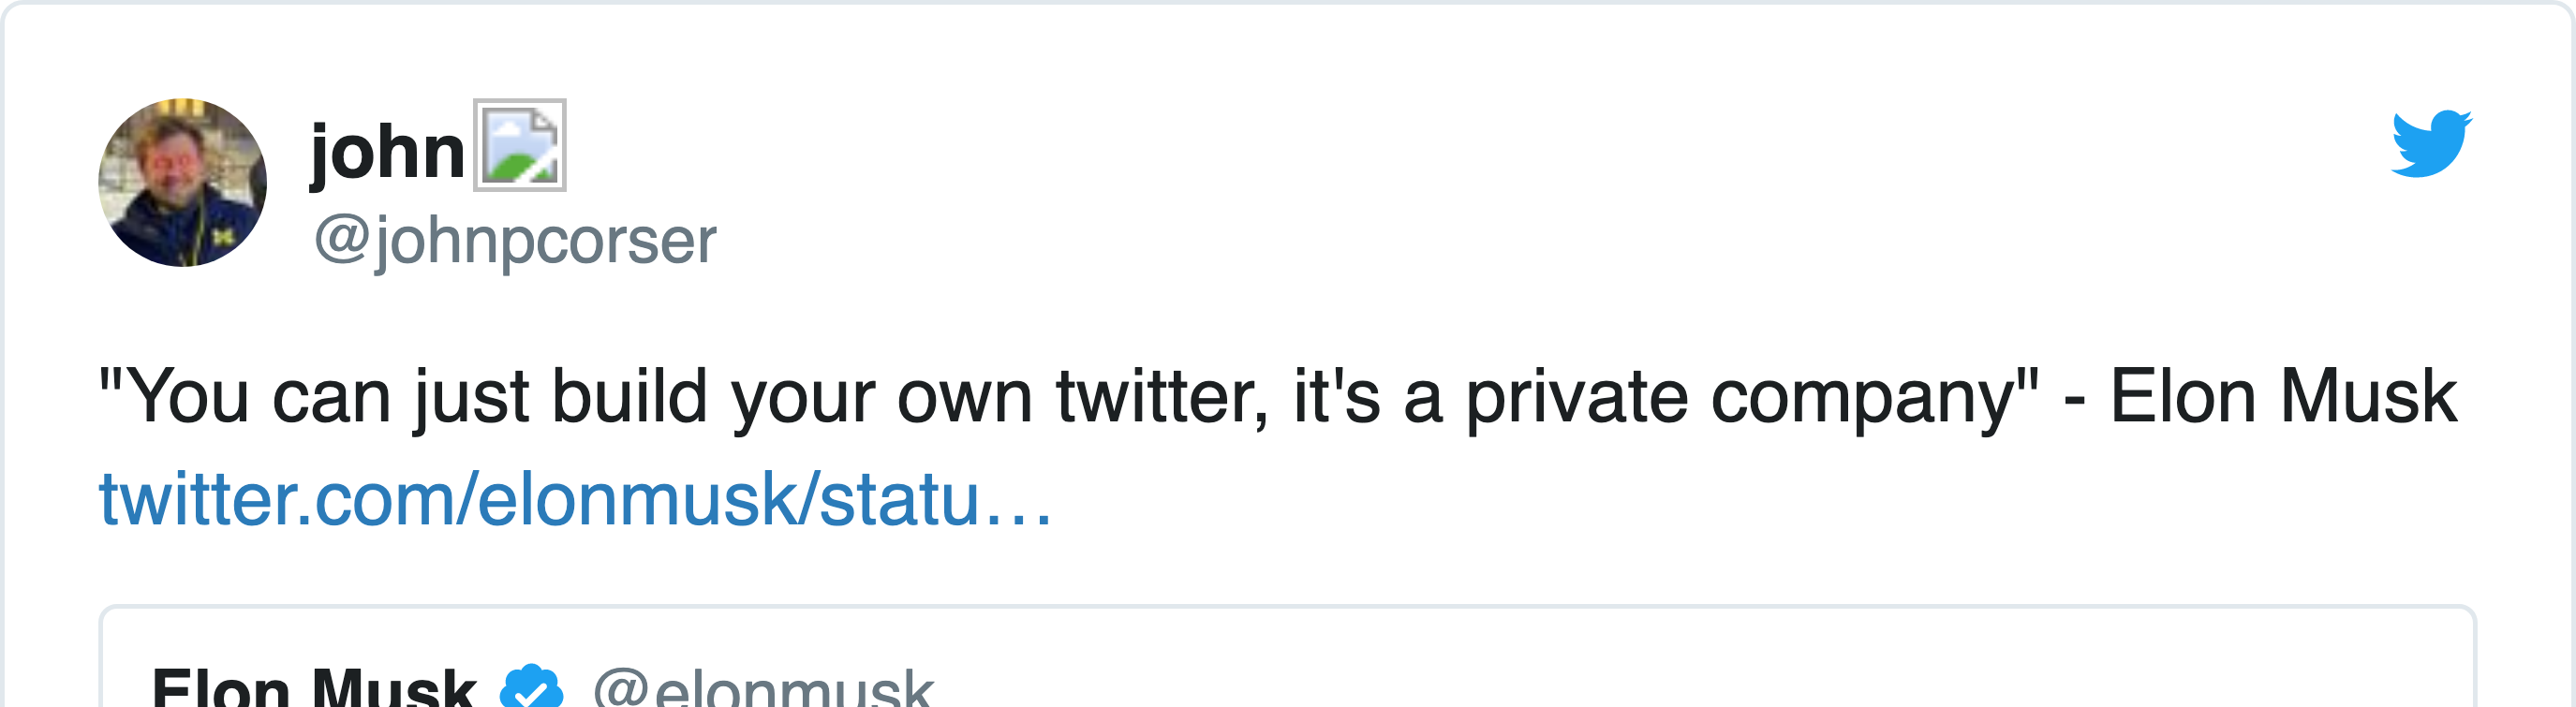 john
@johnpcorser
"You can just build your own twitter, it's a private company" - Elon Musk
twitter.com/elonmusk/statu…
Elon Musk @elonmusk